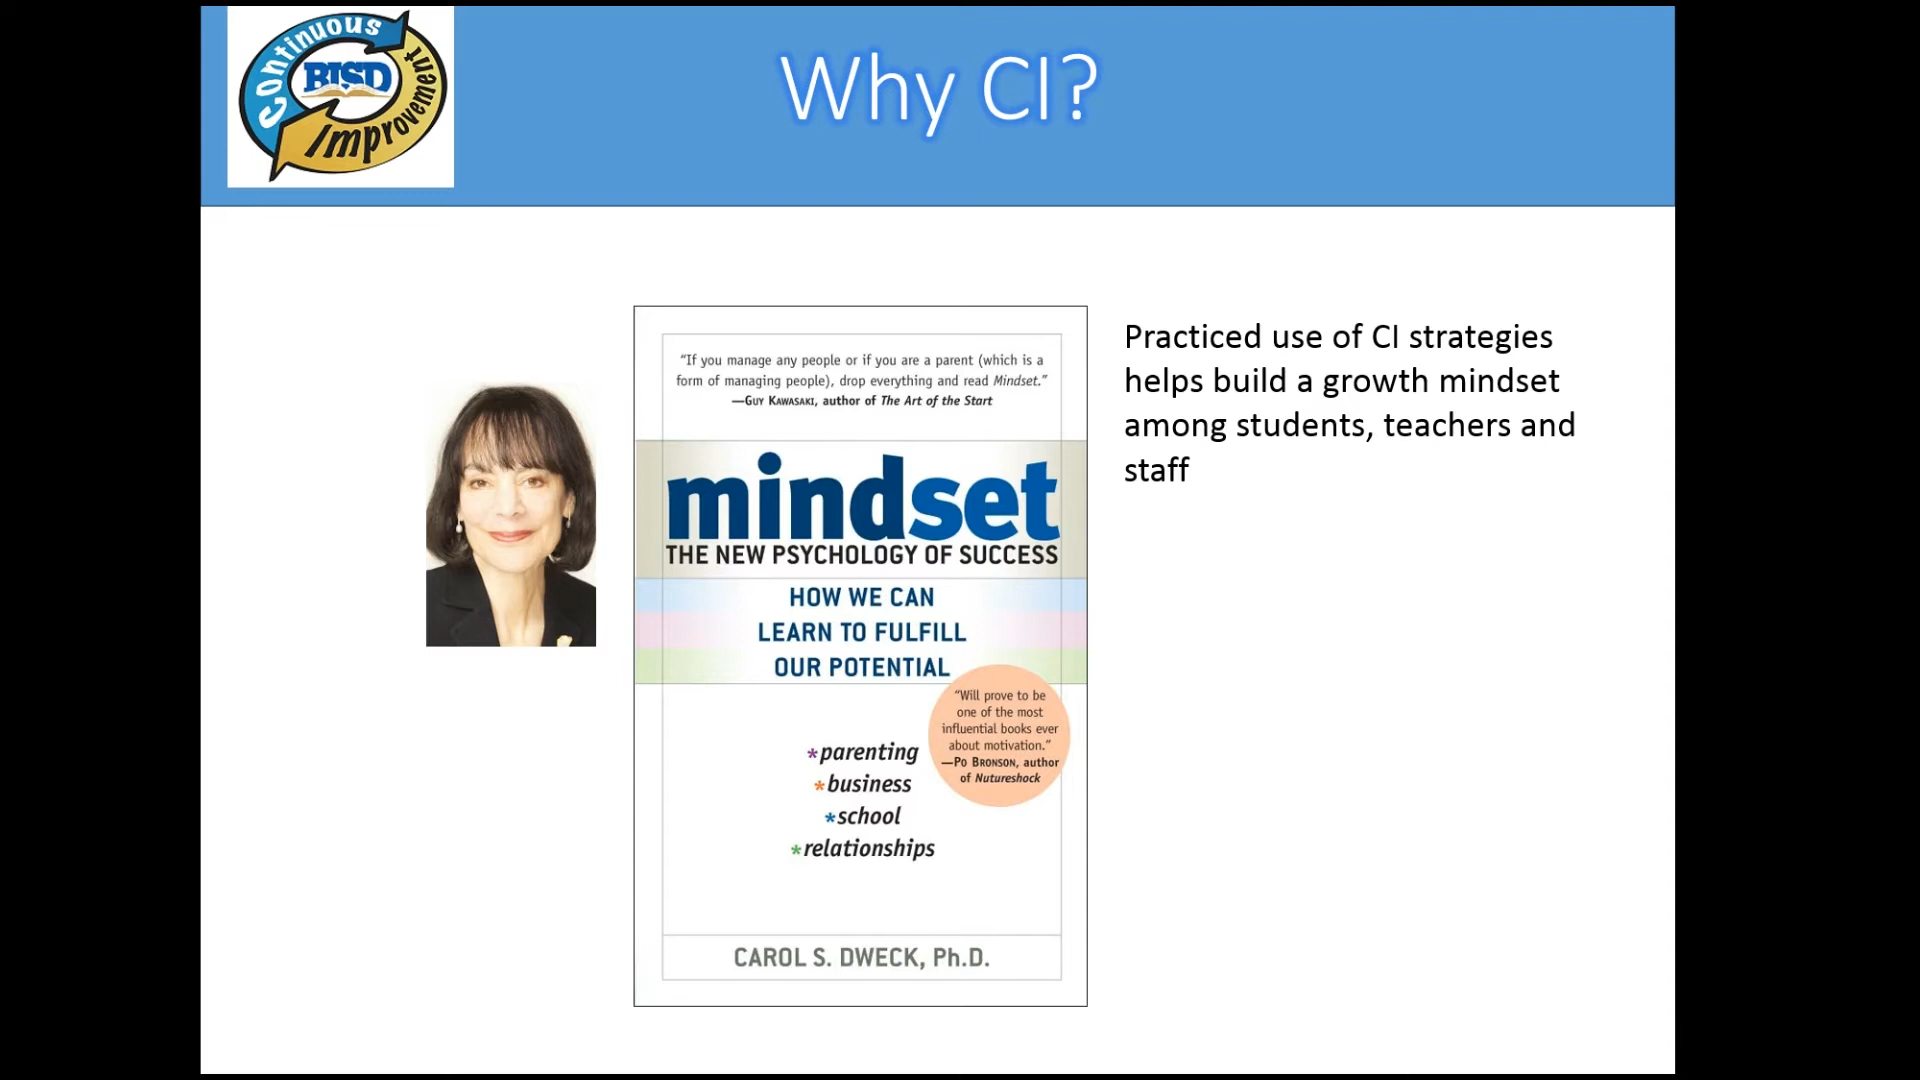 Continuous
BISD
Improvement
Why CI?
“If you manage any people or if you are a parent (which is a
form of managing people), drop everything and read Mindset.”
—Guy Kawasaki, author of The Art of the Start
mindset
THE NEW PSYCHOLOGY OF SUCCESS
HOW WE CAN
LEARN TO FULFILL
OUR POTENTIAL
“Will prove to be
one of the most
influential books ever
about motivation.”
—Po Bronson, author
of Nutureshock
*parenting
*business
*school
*relationships
CAROL S. DWECK, Ph.D.
Practiced use of CI strategies
helps build a growth mindset
among students, teachers and
staff